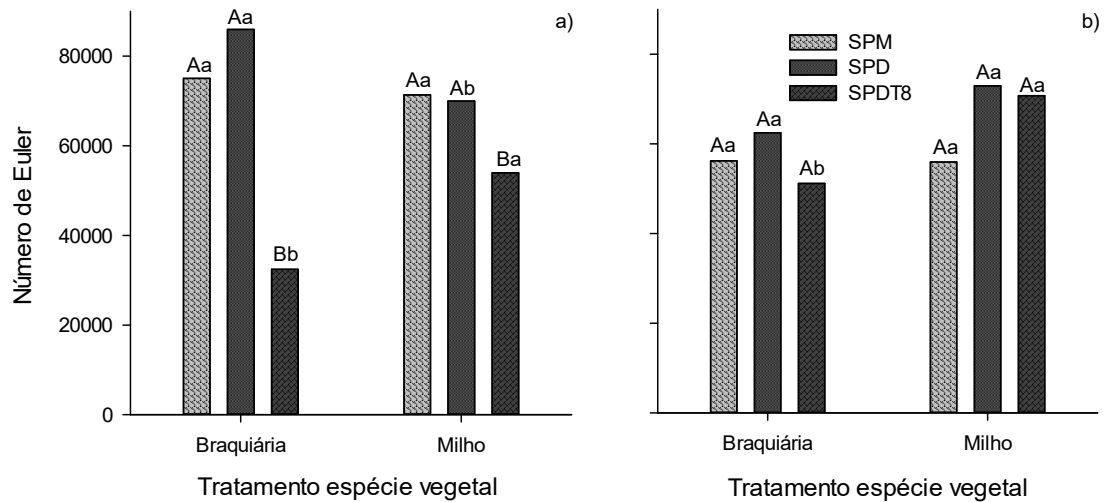 a)
Número de Euler
80000
60000
40000
20000
0
Aa
Aa
Bb
Aa
Ab
Ba
Braquiária
Milho
Tratamento espécie vegetal
b)
SPM
SPD
SPDT8
Aa
Aa
Ab
Aa
Aa
Aa
Braquiária
Milho
Tratamento espécie vegetal